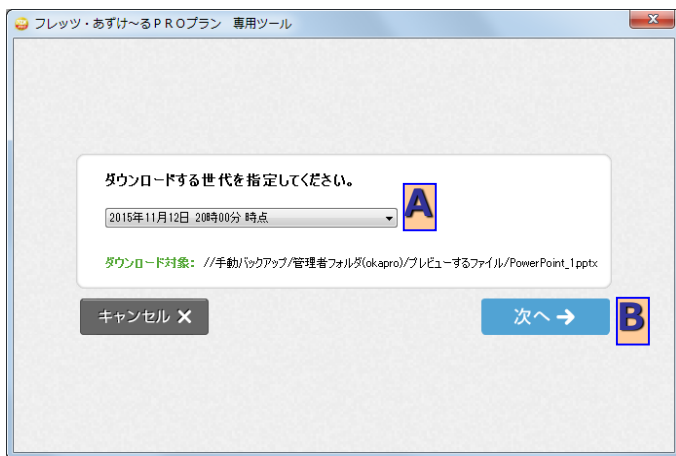 フレッツ・あずけ～るＰＲＯプラン　専用ツール
ダウンロードする世代を指定してください。
2015年11月12日 20時00分 時点
A
ダウンロード対象： //手動バックアップ/管理者フォルダ(okapro)/プレビューするファイル/PowerPoint_1.pptx
キャンセル ✕
次へ →
B